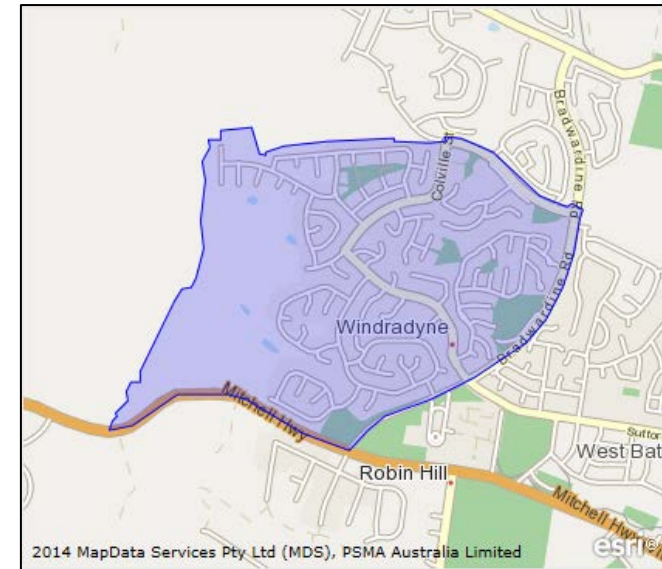 Bradwardine Rd
Colville St
Windradyne
Bradwardine Rd
Mitchell Hwy
Sutton
West Bat
Robin Hill
Mitchell Hwy
2014 MapData Services Pty Ltd (MDS), PSMA Australia Limited
esri